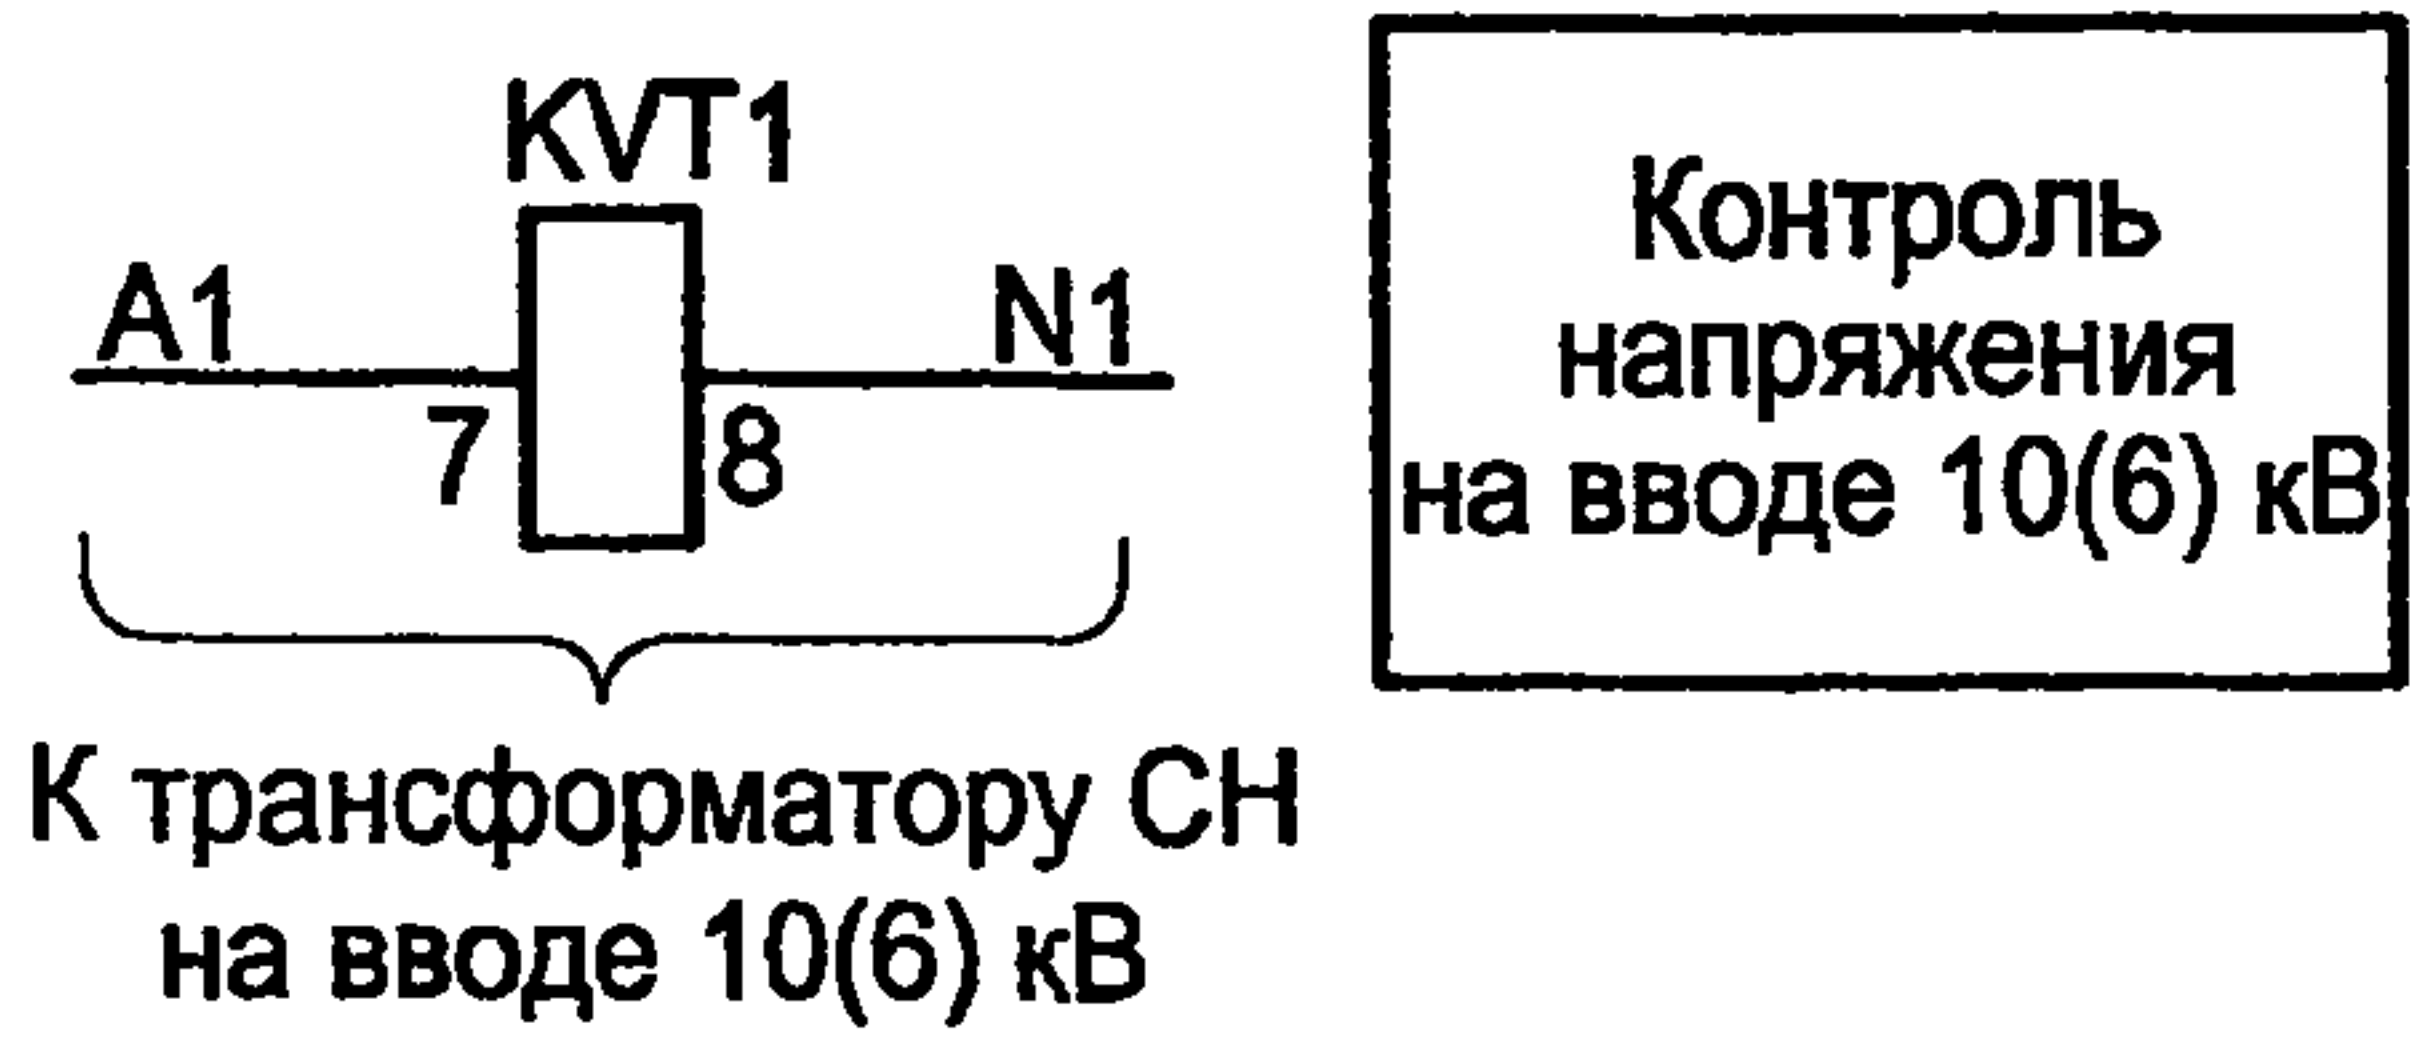 KVT1
A1
N1
7
8
К трансформатору СН
на вводе 10(6) кВ
Контроль
напряжения
на вводе 10(6) кВ